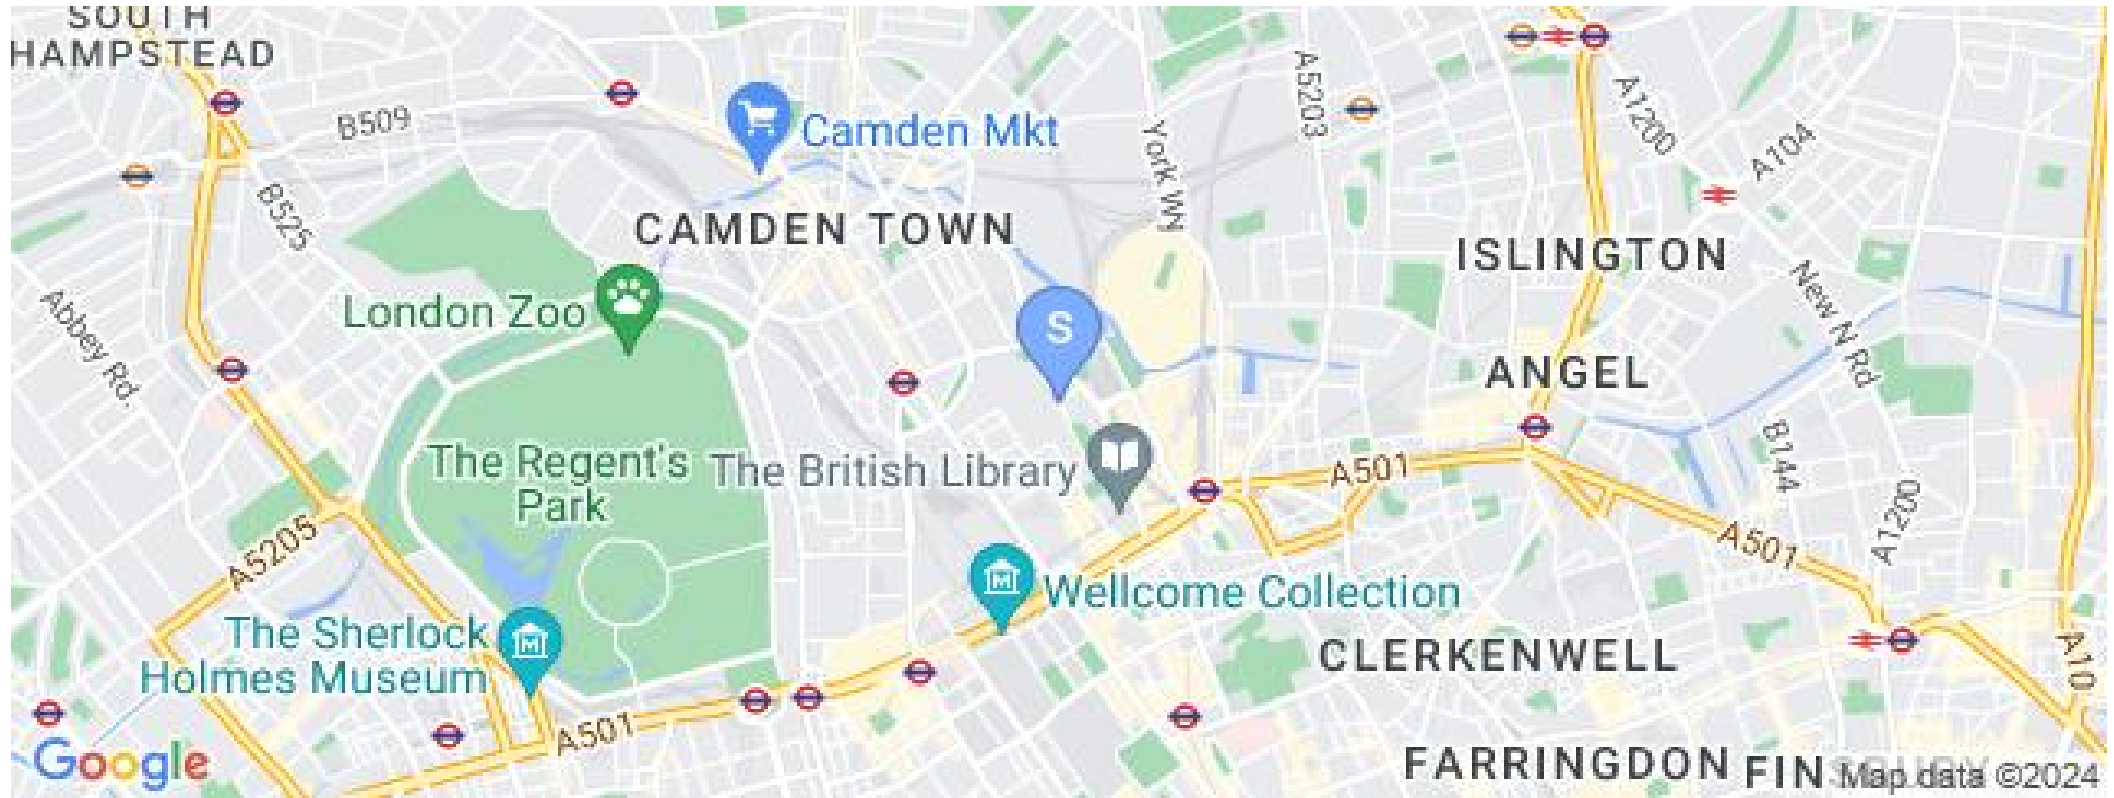 SOUTH
HAMPSTEAD
B509
Camden Mkt
A5203
York Wy
A1200
A104
B525
CAMDEN TOWN
ISLINGTON
London Zoo
S
Abbey Rd.
New N Rd
ANGEL
The Regent's
Park
The British Library
A501
B144
A1200
A5205
A501
Wellcome Collection
The Sherlock
Holmes Museum
CLERKENWELL
A10
A501
Google
FARRINGDON
Map data ©2024